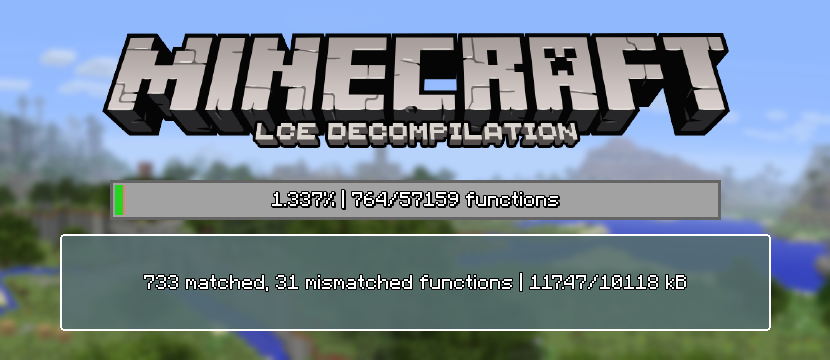 MINECRAFT
LCE DECOMPILATION
1.337% | 764/57159 functions
733 matched, 31 mismatched functions | 117.47/10118 kB